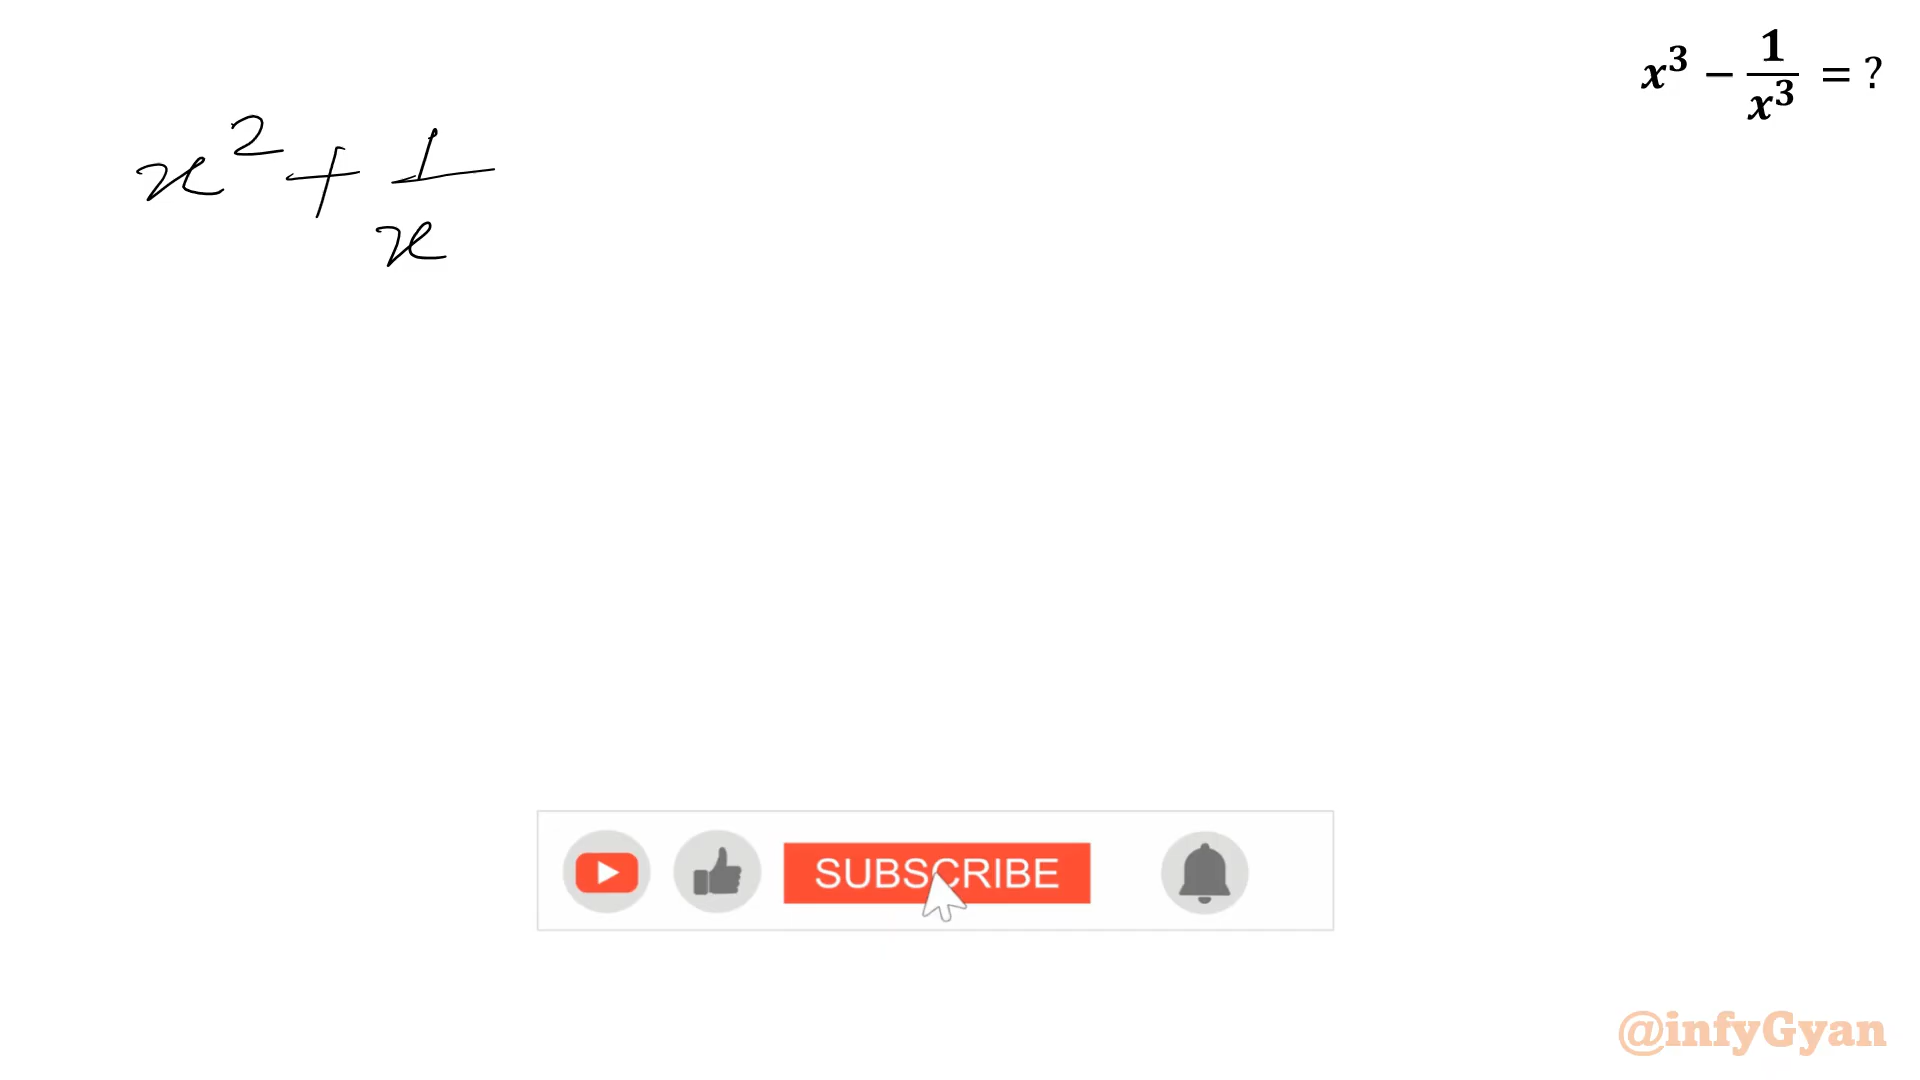 x³ − 1/x³ = ?
x² + 1/x
SUBSCRIBE
@infyGyan